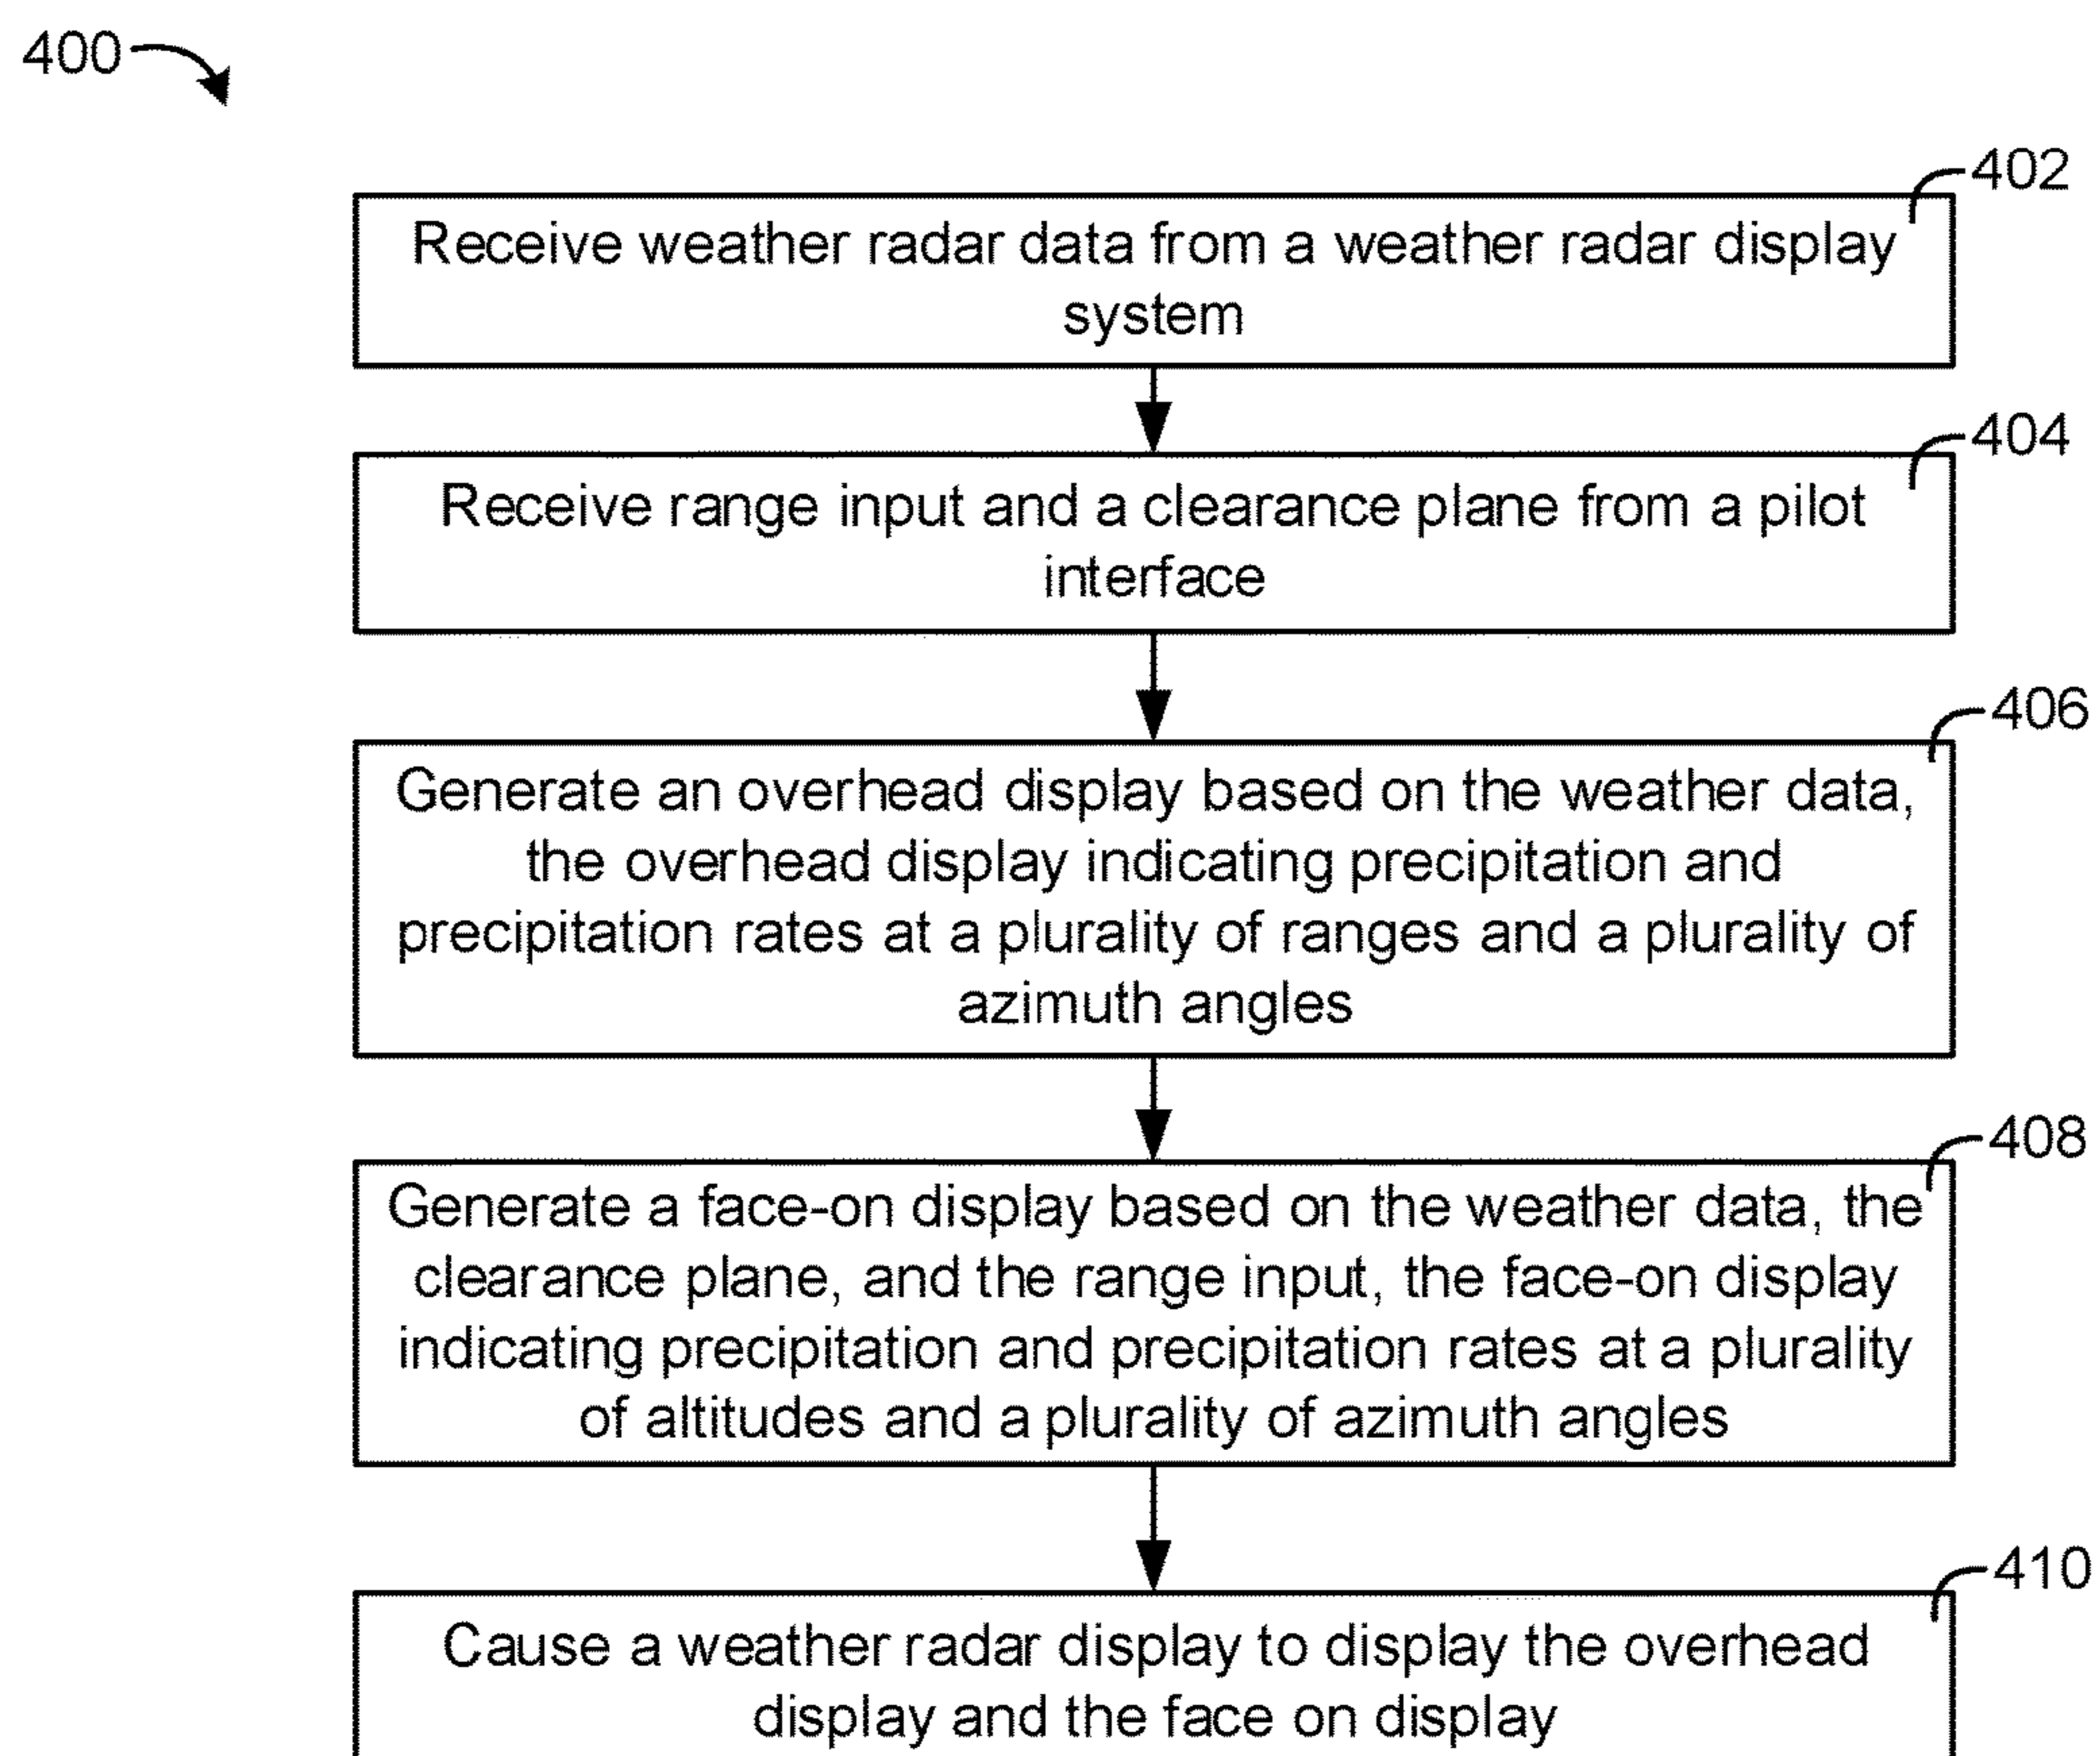 400
402
Receive weather radar data from a weather radar display
system
404
Receive range input and a clearance plane from a pilot
interface
406
Generate an overhead display based on the weather data,
the overhead display indicating precipitation and
precipitation rates at a plurality of ranges and a plurality of
azimuth angles
408
Generate a face-on display based on the weather data, the
clearance plane, and the range input, the face-on display
indicating precipitation and precipitation rates at a plurality
of altitudes and a plurality of azimuth angles
410
Cause a weather radar display to display the overhead
display and the face on display